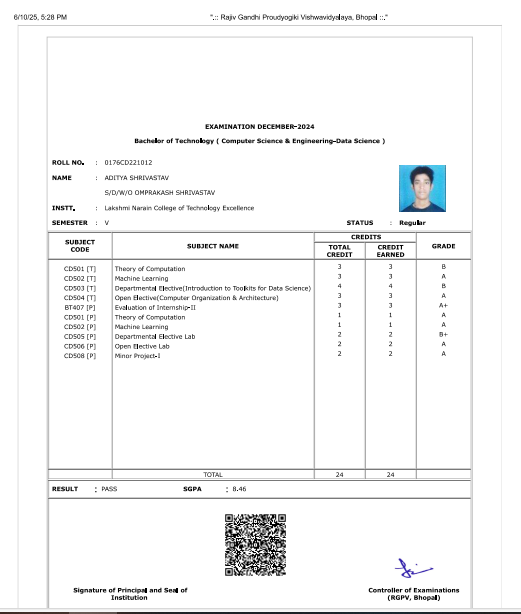 6/10/25, 5:28 PM ".:: Rajiv Gandhi Proudyogiki Vishwavidyalaya, Bhopal ::."
EXAMINATION DECEMBER-2024
Bachelor of Technology ( Computer Science & Engineering-Data Science )
ROLL NO. : 0176CD221012
NAME : ADITYA SHRIVASTAV
S/D/W/O OMPRAKASH SHRIVASTAV
INSTT. : Lakshmi Narain College of Technology Excellence
SEMESTER : V STATUS : Regular
SUBJECT CODE SUBJECT NAME CREDITS GRADE
TOTAL CREDIT CREDIT EARNED
CD501 [T] Theory of Computation 3 3 B
CD502 [T] Machine Learning 3 3 A
CD503 [T] Departmental Elective(Introduction to Toolkits for Data Science) 4 4 B
CD504 [T] Open Elective(Computer Organization & Architecture) 3 3 A
BT407 [P] Evaluation of Internship-II 3 3 A+
CD501 [P] Theory of Computation 1 1 A
CD502 [P] Machine Learning 1 1 A
CD505 [P] Departmental Elective Lab 2 2 B+
CD506 [P] Open Elective Lab 2 2 A
CD508 [P] Minor Project-I 2 2 A
TOTAL 24 24
RESULT : PASS SGPA : 8.46
Signature of Principal and Seal of Institution
Controller of Examinations
(RGPV, Bhopal)